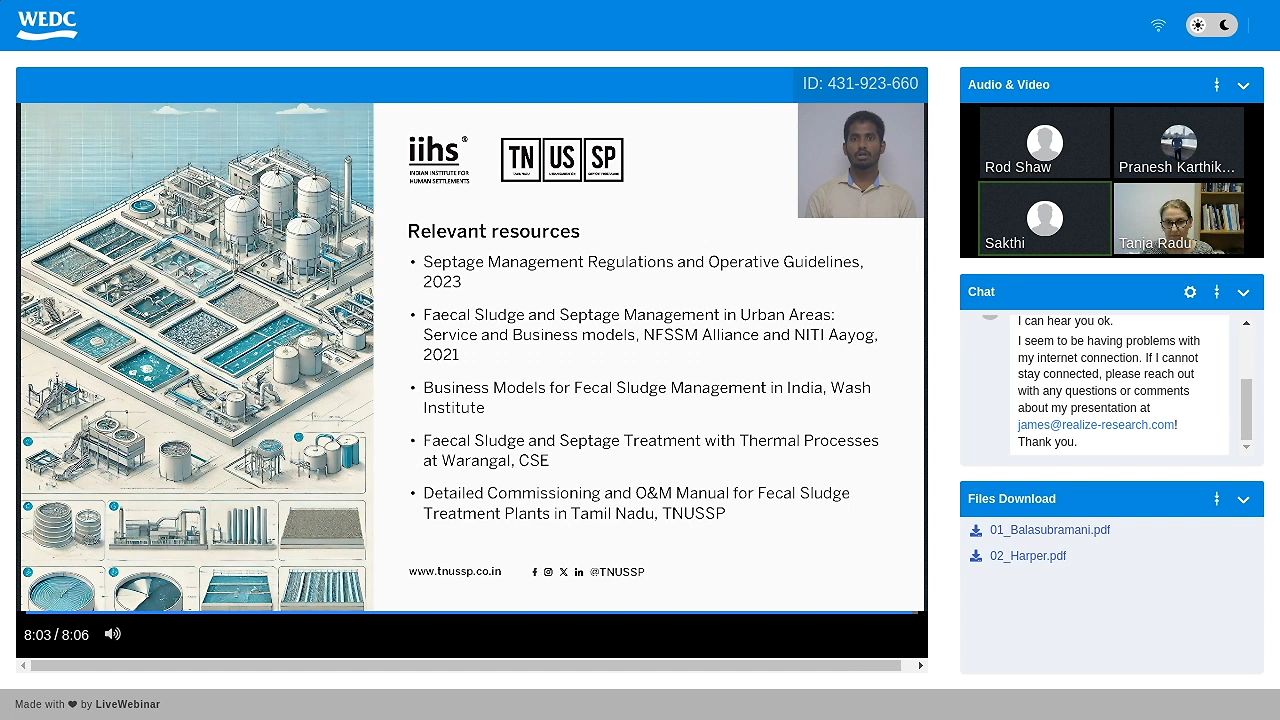 WEDC
ID: 431-923-660
iihs®
INDIAN INSTITUTE FOR
HUMAN SETTLEMENTS
TN US SP
Relevant resources
• Septage Management Regulations and Operative Guidelines,
2023
• Faecal Sludge and Septage Management in Urban Areas:
Service and Business models, NFSSM Alliance and NITI Aayog,
2021
• Business Models for Fecal Sludge Management in India, Wash
Institute
• Faecal Sludge and Septage Treatment with Thermal Processes
at Warangal, CSE
• Detailed Commissioning and O&M Manual for Fecal Sludge
Treatment Plants in Tamil Nadu, TNUSSP
www.tnussp.co.in
@TNUSSP
8:03 / 8:06
Audio & Video
Rod Shaw
Pranesh Karthik...
Sakthi
Tanja Radu
Chat
I can hear you ok.
I seem to be having problems with
my internet connection. If I cannot
stay connected, please reach out
with any questions or comments
about my presentation at
james@realize-research.com!
Thank you.
Files Download
01_Balasubramani.pdf
02_Harper.pdf
Made with ❤ by LiveWebinar